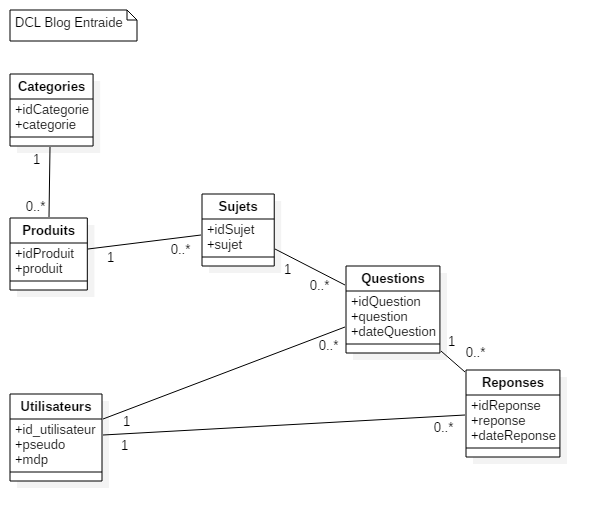 DCL Blog Entraide
Categories
+idCategorie
+categorie
1
0..*
Produits
+idProduit
+produit
1
0..*
Sujets
+idSujet
+sujet
1
0..*
Questions
+idQuestion
+question
+dateQuestion
0..*
1
0..*
Reponses
+idReponse
+reponse
+dateReponse
0..*
Utilisateurs
+id_utilisateur
+pseudo
+mdp
1
1